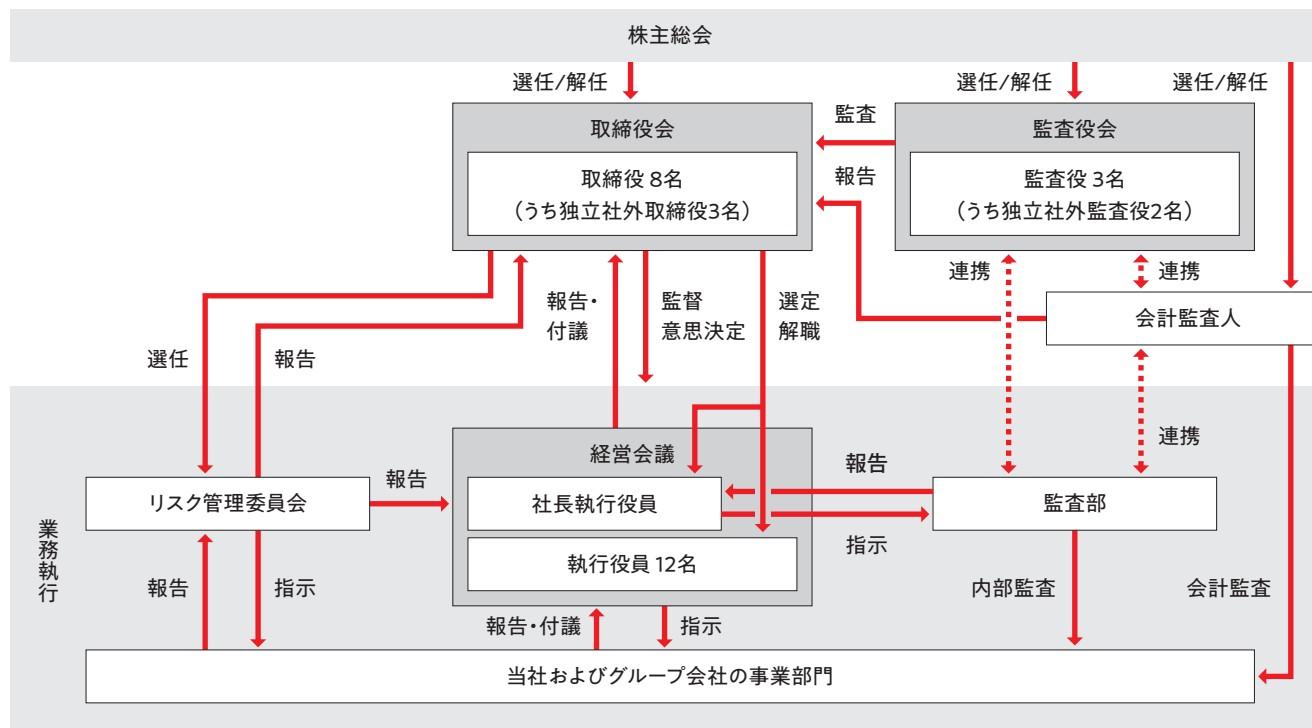 株主総会
選任/解任
選任/解任
選任/解任
取締役会
監査
監査役会
取締役 8名
(うち独立社外取締役3名)
報告
監査役 3名
(うち独立社外監査役2名)
連携
連携
報告・
付議
監督
意思決定
選定
解職
会計監査人
選任
報告
連携
経営会議
報告
報告
リスク管理委員会
社長執行役員
監査部
業務執行
指示
執行役員 12名
報告
指示
内部監査
会計監査
報告・付議
指示
当社およびグループ会社の事業部門